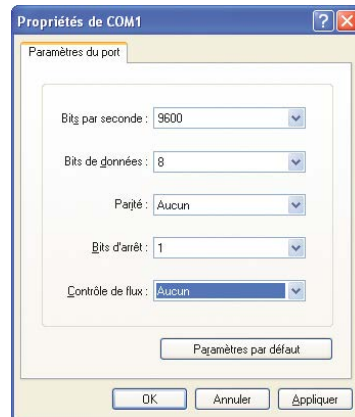 Propriétés de COM1
Paramètres du port
Bits par seconde : 9600
Bits de données : 8
Parité : Aucun
Bits d'arrêt : 1
Contrôle de flux : Aucun
Paramètres par défaut
OK Annuler Appliquer